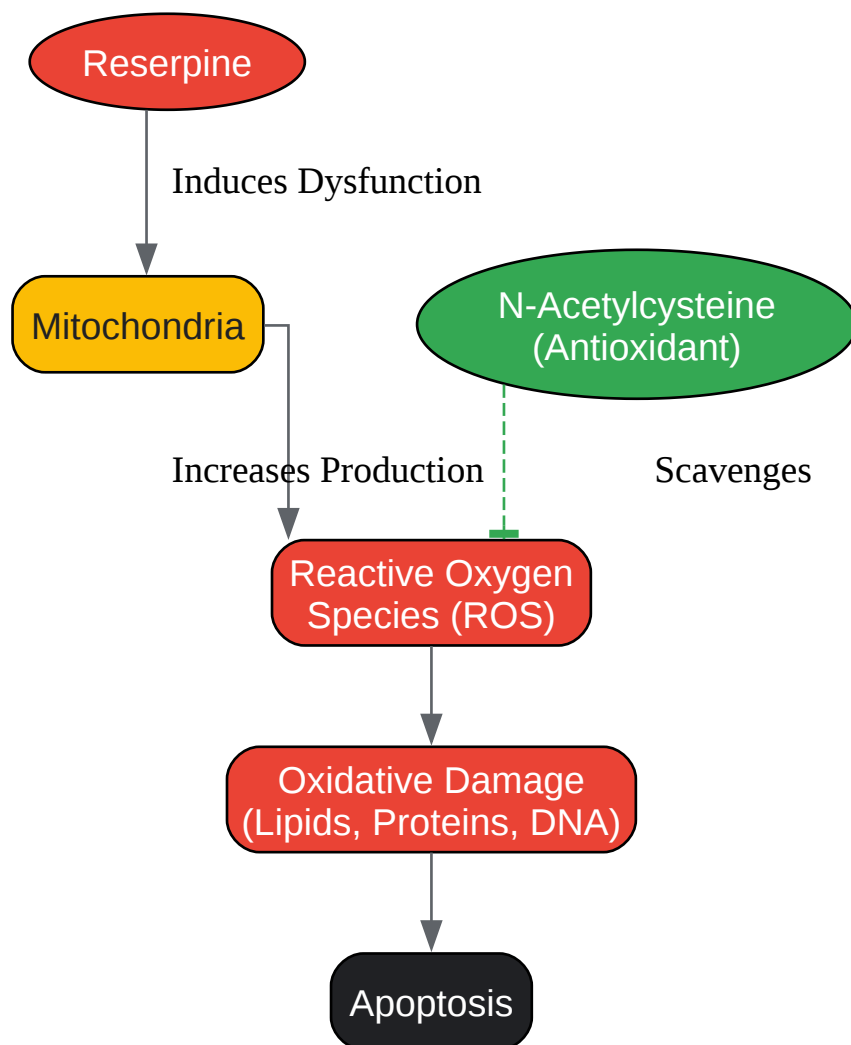 Reserpine
Induces Dysfunction
Mitochondria
N-Acetylcysteine
(Antioxidant)
Increases Production
Scavenges
Reactive Oxygen
Species (ROS)
Oxidative Damage
(Lipids, Proteins, DNA)
Apoptosis